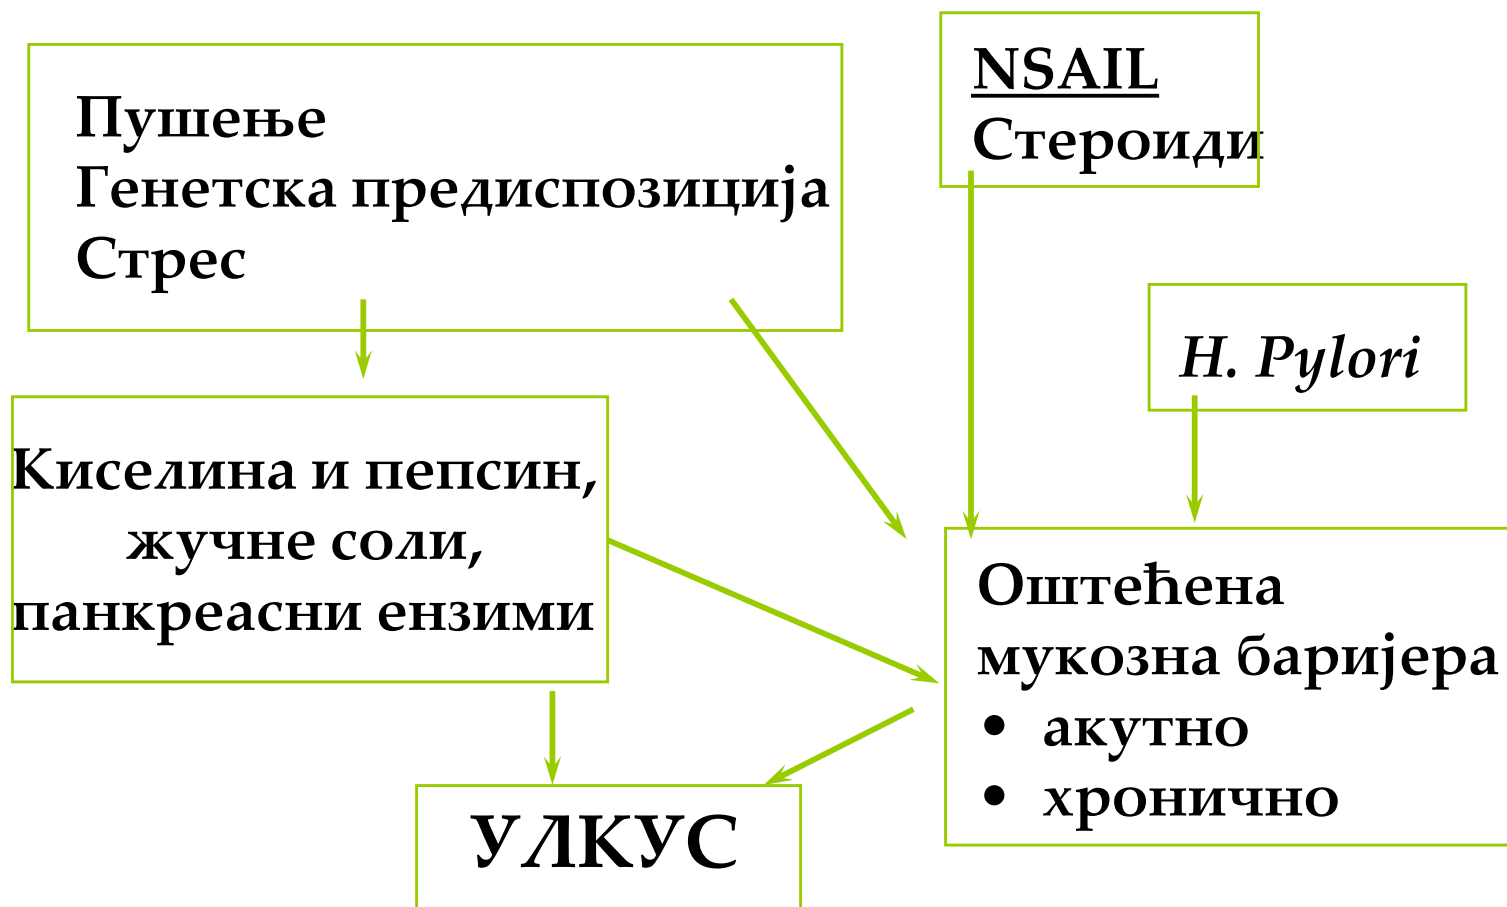 Пушење
Генетска предиспозиција
Стрес
NSAIL
Стероиди
H. Pylori
Киселина и пепсин,
жучне соли,
панкреасни ензими
Оштећена
мукозна баријера
• акутно
• хронично
УЛКУС